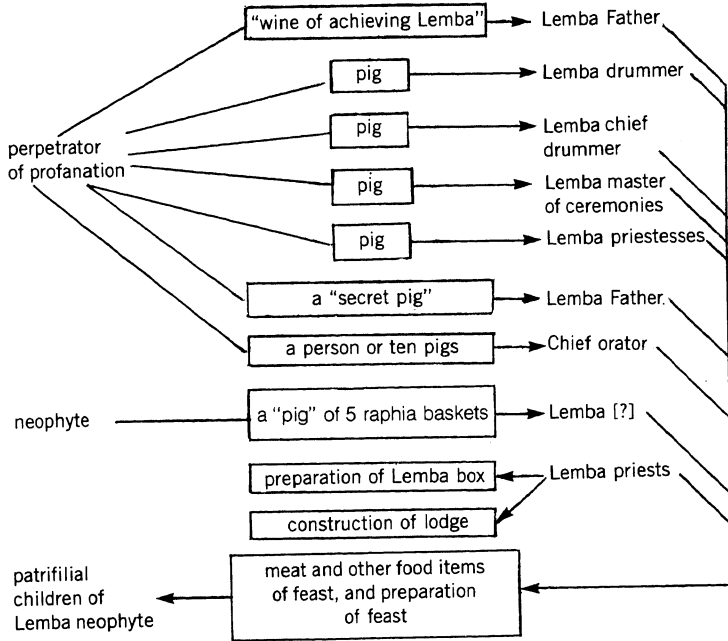 "wine of achieving Lemba"
Lemba Father
pig
Lemba drummer
perpetrator
of profanation
pig
Lemba chief
drummer
pig
Lemba master
of ceremonies
pig
Lemba priestesses
a "secret pig"
Lemba Father.
a person or ten pigs
Chief orator
neophyte
a "pig" of 5 raphia baskets
Lemba [?]
preparation of Lemba box
Lemba priests
construction of lodge
patrifilial
children of
Lemba neophyte
meat and other food items
of feast, and preparation
of feast